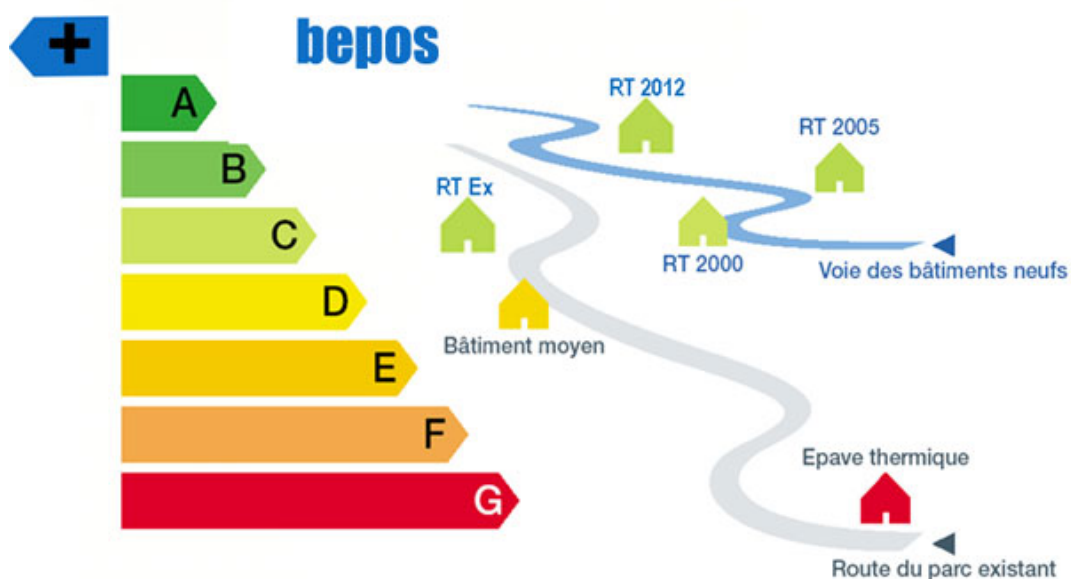 +
bepos
A
B
C
D
E
F
G
RT 2012
RT 2005
RT Ex
RT 2000
Voie des bâtiments neufs
Bâtiment moyen
Epave thermique
Route du parc existant